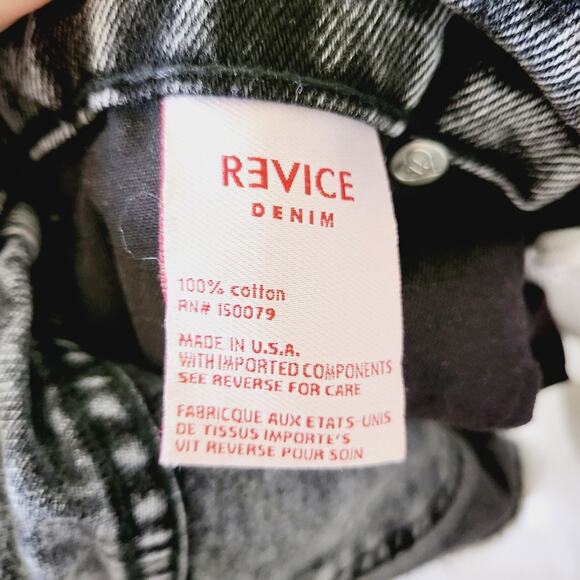 RƎVICE
DENIM
100% cotton
RN# 150079
MADE IN U.S.A.
WITH IMPORTED COMPONENTS
SEE REVERSE FOR CARE
FABRICQUE AUX ETATS-UNIS
DE TISSUS IMPORTE'S
VIT REVERSE POUR SOIN